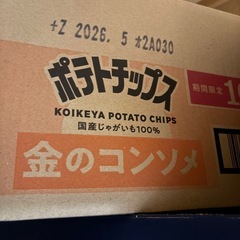 +Z 2026. 5 オ2A030
ポテトチップス
KOIKEYA POTATO CHIPS
国産じゃがいも100%
期間限定
金のコンソメ